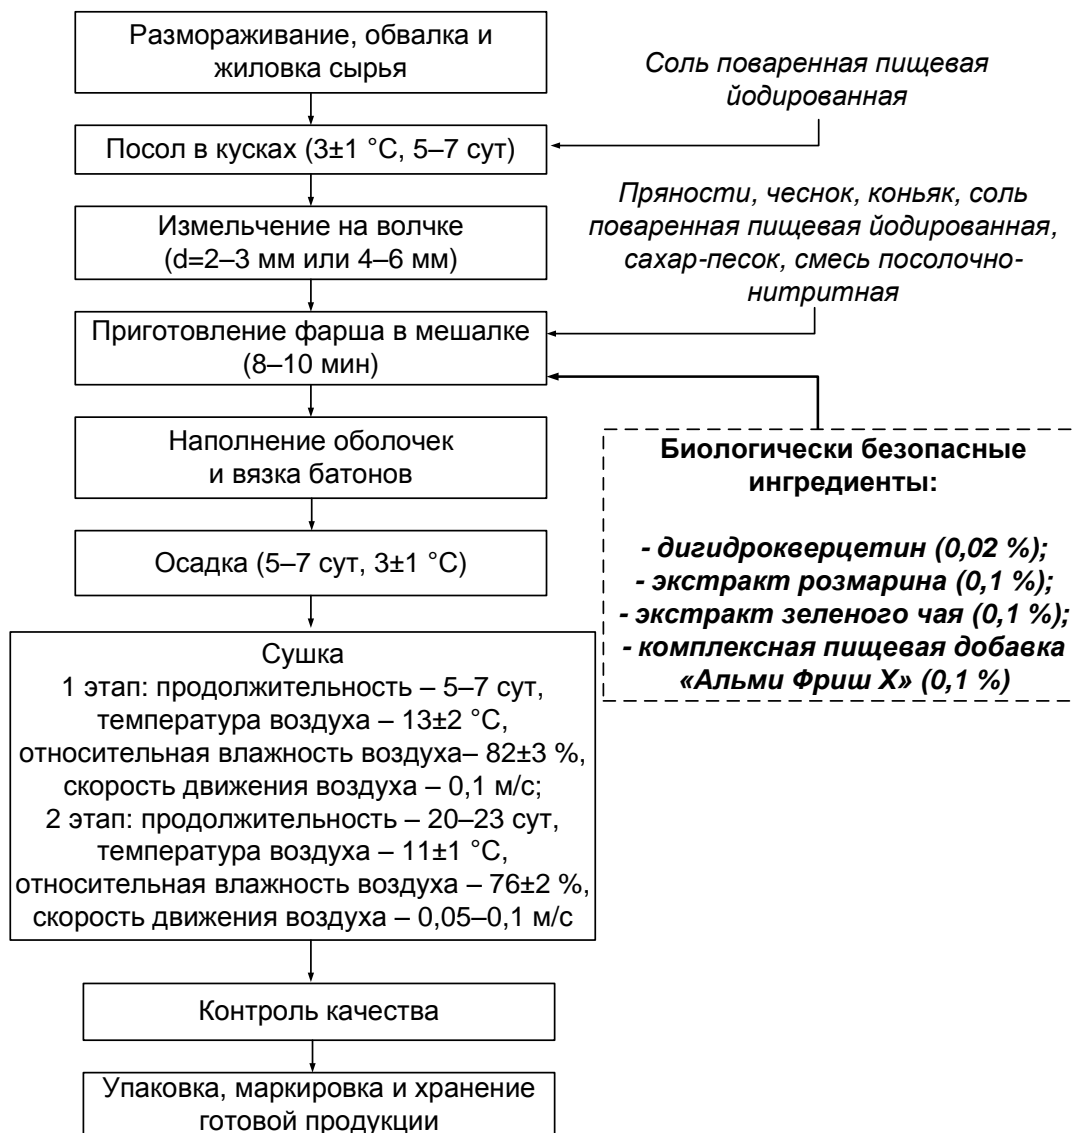 Размораживание, обвалка и
жиловка сырья
Соль поваренная пищевая
йодированная
Посол в кусках (3±1 °С, 5–7 сут)
Пряности, чеснок, коньяк, соль
поваренная пищевая йодированная,
сахар-песок, смесь посолочно-
нитритная
Измельчение на волчке
(d=2–3 мм или 4–6 мм)
Приготовление фарша в мешалке
(8–10 мин)
Наполнение оболочек
и вязка батонов
Биологически безопасные
ингредиенты:
- дигидрокверцетин (0,02 %);
- экстракт розмарина (0,1 %);
- экстракт зеленого чая (0,1 %);
- комплексная пищевая добавка
«Альми Фриш Х» (0,1 %)
Осадка (5–7 сут, 3±1 °С)
Сушка
1 этап: продолжительность – 5–7 сут,
температура воздуха – 13±2 °С,
относительная влажность воздуха– 82±3 %,
скорость движения воздуха – 0,1 м/с;
2 этап: продолжительность – 20–23 сут,
температура воздуха – 11±1 °С,
относительная влажность воздуха – 76±2 %,
скорость движения воздуха – 0,05–0,1 м/с
Контроль качества
Упаковка, маркировка и хранение
готовой продукции